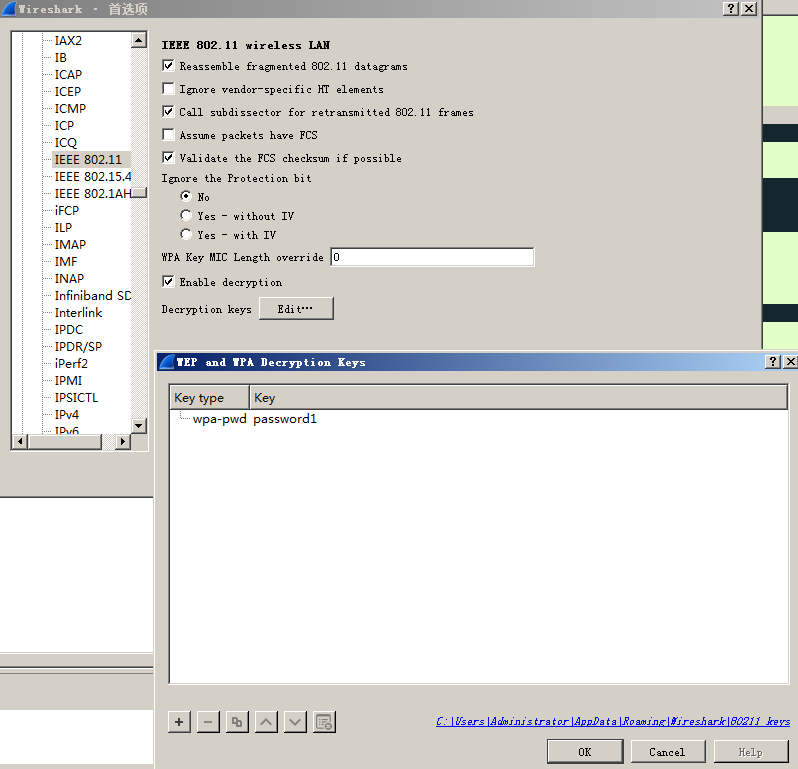 Wireshark · 首选项
IAX2
IB
ICAP
ICEP
ICMP
ICP
ICQ
IEEE 802.11
IEEE 802.15.4
IEEE 802.1AH
iFCP
ILP
IMAP
IMF
INAP
Infiniband SD
Interlink
IPDC
IPDR/SP
iPerf2
IPMI
IPSICTL
IPv4
IPv6
IEEE 802.11 wireless LAN
Reassemble fragmented 802.11 datagrams
Ignore vendor-specific HT elements
Call subdissector for retransmitted 802.11 frames
Assume packets have FCS
Validate the FCS checksum if possible
Ignore the Protection bit
No
Yes - without IV
Yes - with IV
WPA Key MIC Length override 0
Enable decryption
Decryption keys Edit…
WEP and WPA Decryption Keys
Key type Key
wpa-pwd password1
C:\Users\Administrator\AppData\Roaming\Wireshark\80211_keys
OK Cancel Help